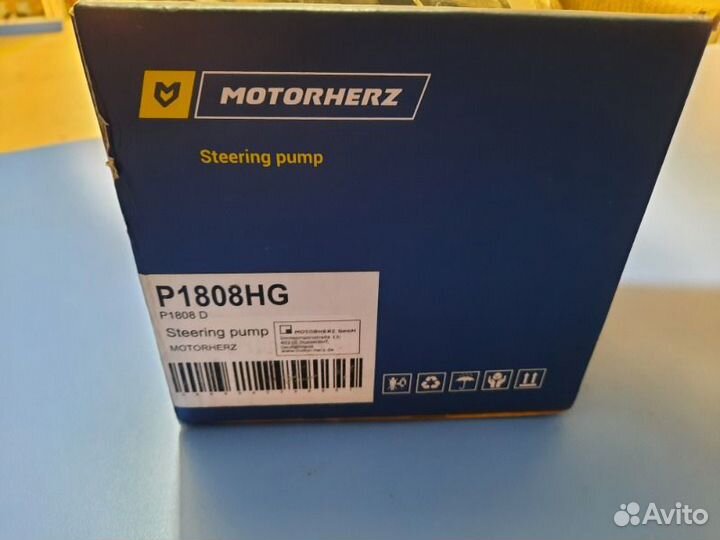 MOTORHERZ
Steering pump
P1808HG
P1808 D
Steering pump
MOTORHERZ GmbH
MOTORHERZ
Avito